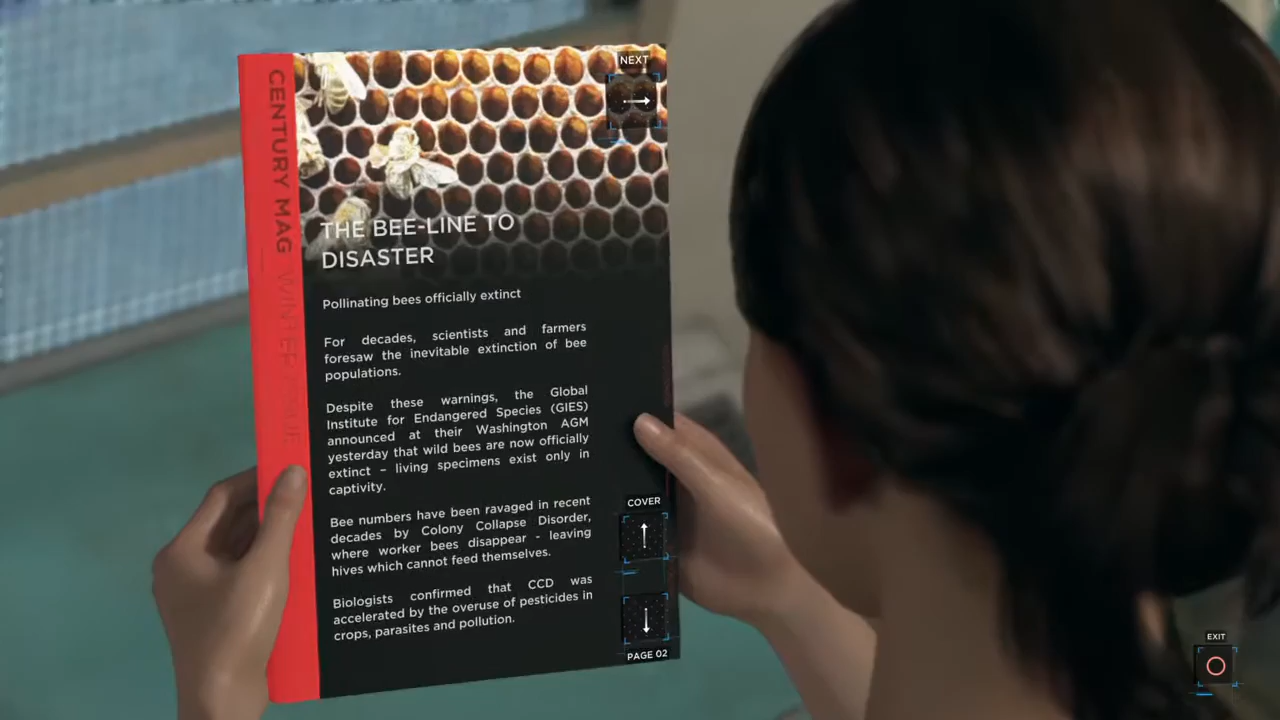 CENTURY MAG WINTER ISSUE
NEXT
THE BEE-LINE TO
DISASTER
Pollinating bees officially extinct
For decades, scientists and farmers
foresaw the inevitable extinction of bee
populations.
Despite these warnings, the Global
Institute for Endangered Species (GIES)
announced at their Washington AGM
yesterday that wild bees are now officially
extinct – living specimens exist only in
captivity.
Bee numbers have been ravaged in recent
decades by Colony Collapse Disorder,
where worker bees disappear - leaving
hives which cannot feed themselves.
Biologists confirmed that CCD was
accelerated by the overuse of pesticides in
crops, parasites and pollution.
COVER
PAGE 02
EXIT